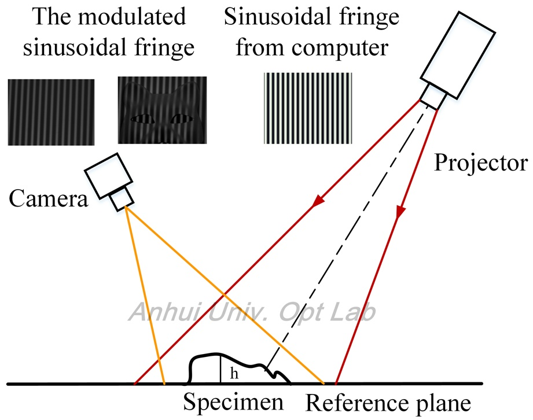 The modulated
sinusoidal fringe
Sinusoidal fringe
from computer
Projector
Camera
Anhui Univ. Opt Lab
h
Specimen
Reference plane